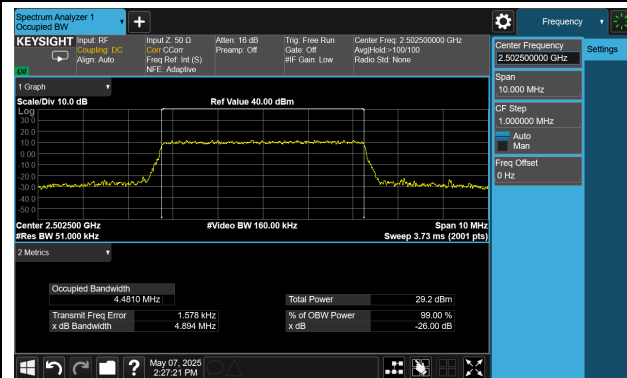 Spectrum Analyzer 1
Occupied BW
Frequency
KEYSIGHT
Input: RF
Coupling: DC
Align: Auto
Input Z: 50 Ω
Corr CCorr
Freq Ref: Int (S)
NFE: Adaptive
Atten: 16 dB
Preamp: Off
Trig: Free Run
Gate: Off
#IF Gain: Low
Center Freq: 2.502500000 GHz
Avg|Hold:>100/100
Radio Std: None
LXI
Center Frequency
2.502500000 GHz
Settings
Span
10.000 MHz
CF Step
1.000000 MHz
Auto
Man
Freq Offset
0 Hz
1 Graph
Scale/Div 10.0 dB
Ref Value 40.00 dBm
Log
30.0
20.0
10.0
0.00
-10.0
-20.0
-30.0
-40.0
-50.0
Center 2.502500 GHz
#Video BW 160.00 kHz
Span 10 MHz
#Res BW 51.000 kHz
Sweep 3.73 ms (2001 pts)
2 Metrics
Occupied Bandwidth
4.4810 MHz
Total Power 29.2 dBm
Transmit Freq Error 1.578 kHz
% of OBW Power 99.00 %
x dB Bandwidth 4.894 MHz
x dB -26.00 dB
?
May 07, 2025
2:27:21 PM